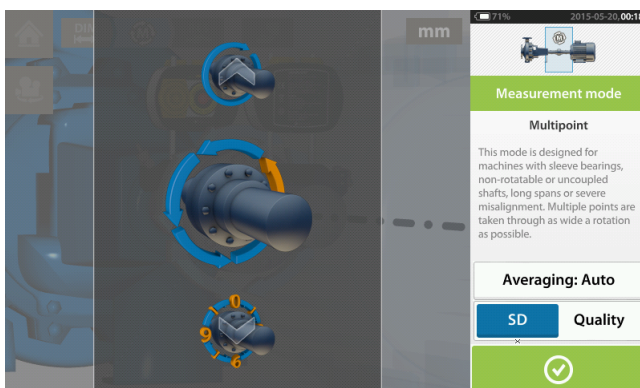 71%
2015-05-20, 00:18
DIM
M
mm
M
Measurement mode
Multipoint
This mode is designed for
machines with sleeve bearings,
non-rotatable or uncoupled
shafts, long spans or severe
misalignment. Multiple points are
taken through as wide a rotation
as possible.
0
9
6
Averaging: Auto
SD
Quality